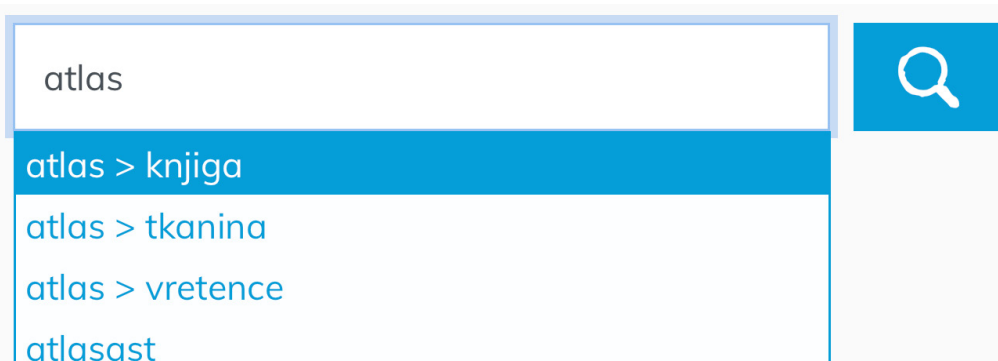 atlas
atlas > knjiga
atlas > tkanina
atlas > vretence
atlasast